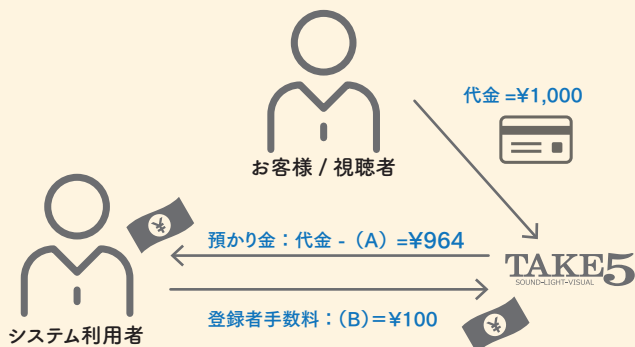 代金 =¥1,000
お客様 / 視聴者
¥
預かり金：代金 - （A）=¥964
TAKE5
SOUND-LIGHT-VISUAL
登録者手数料：（B）＝¥100
¥
システム利用者